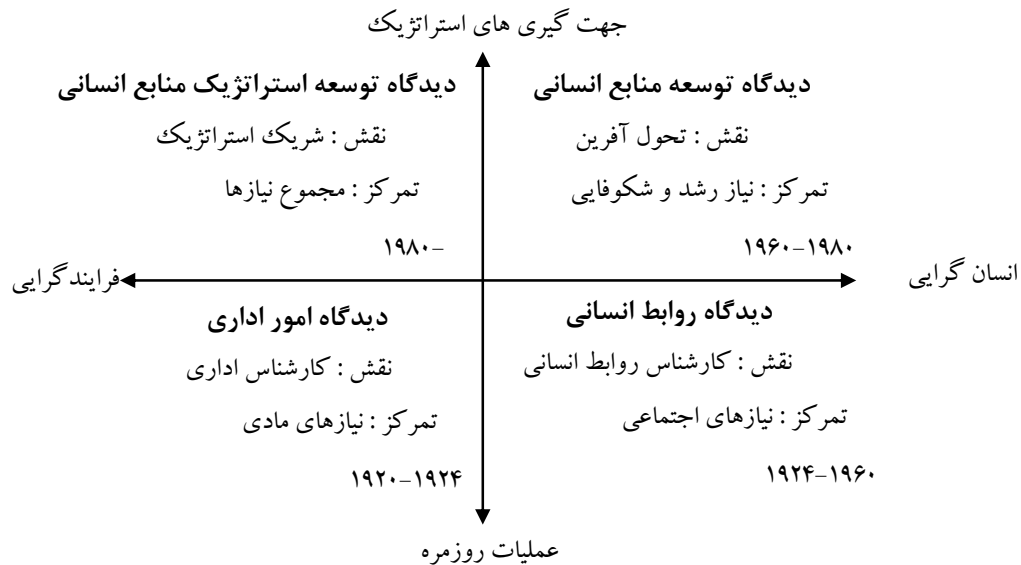 جهت گیری های استراتژیک
دیدگاه توسعه منابع انسانی
نقش : تحول آفرین
تمرکز : نیاز رشد و شکوفایی
۱۹۶۰–۱۹۸۰
دیدگاه توسعه استراتژیک منابع انسانی
نقش : شریک استراتژیک
تمرکز : مجموع نیازها
۱۹۸۰–
انسان گرایی
فرایندگرایی
دیدگاه روابط انسانی
نقش : کارشناس روابط انسانی
تمرکز : نیازهای اجتماعی
۱۹۲۴–۱۹۶۰
دیدگاه امور اداری
نقش : کارشناس اداری
تمرکز : نیازهای مادی
۱۹۲۰–۱۹۲۴
عملیات روزمره